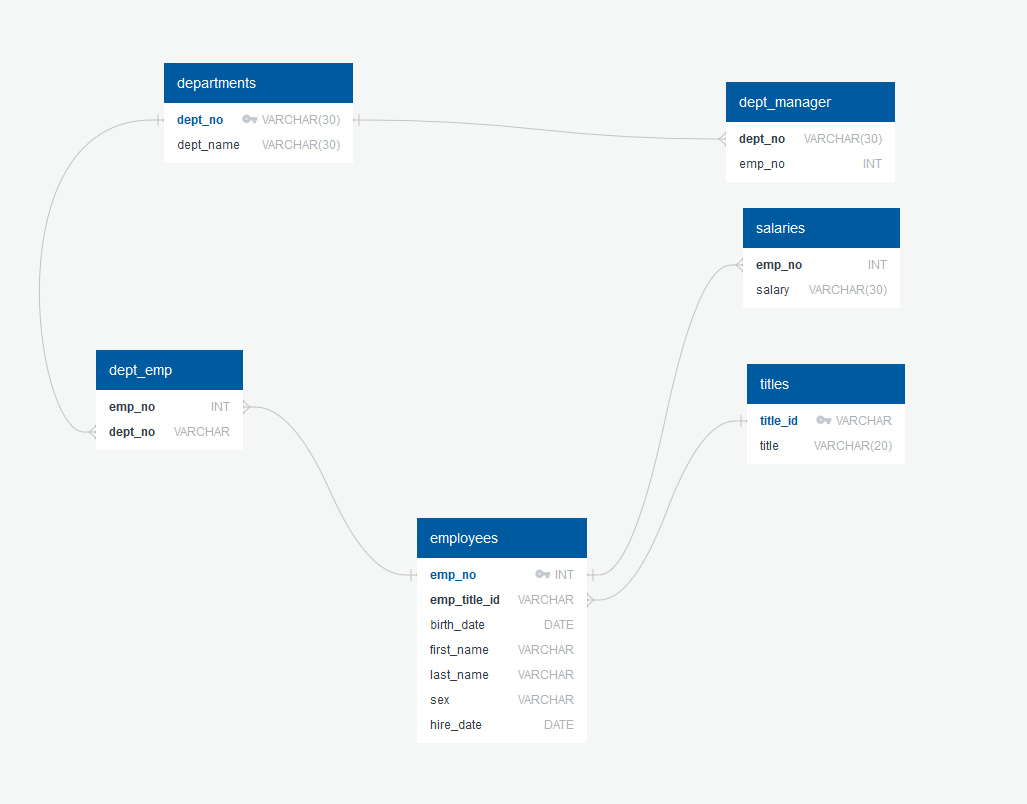 departments
dept_no VARCHAR(30)
dept_name VARCHAR(30)
dept_manager
dept_no VARCHAR(30)
emp_no INT
salaries
emp_no INT
salary VARCHAR(30)
dept_emp
emp_no INT
dept_no VARCHAR
titles
title_id VARCHAR
title VARCHAR(20)
employees
emp_no INT
emp_title_id VARCHAR
birth_date DATE
first_name VARCHAR
last_name VARCHAR
sex VARCHAR
hire_date DATE